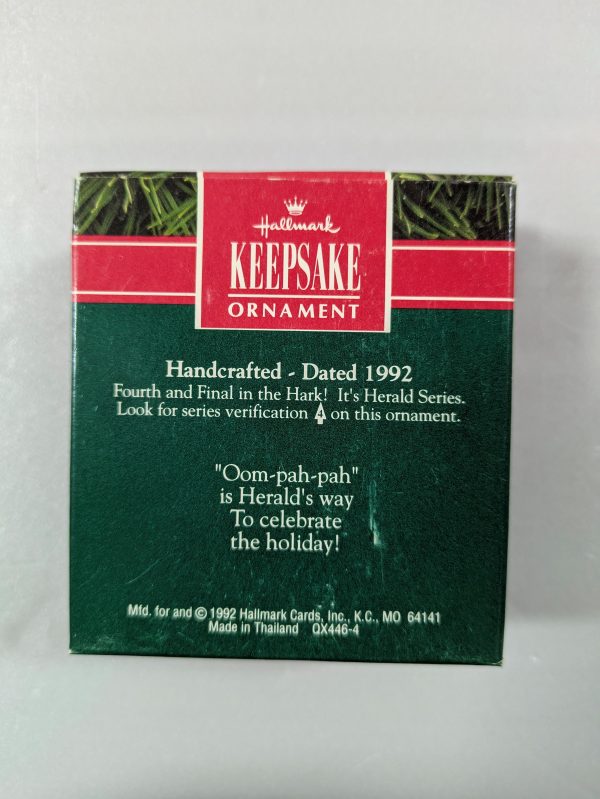 Hallmark
KEEPSAKE
ORNAMENT
Handcrafted - Dated 1992
Fourth and Final in the Hark! It's Herald Series.
Look for series verification 4 on this ornament.
"Oom-pah-pah"
is Herald's way
To celebrate
the holiday!
Mfd. for and © 1992 Hallmark Cards, Inc., K.C., MO 64141
Made in Thailand QX446-4